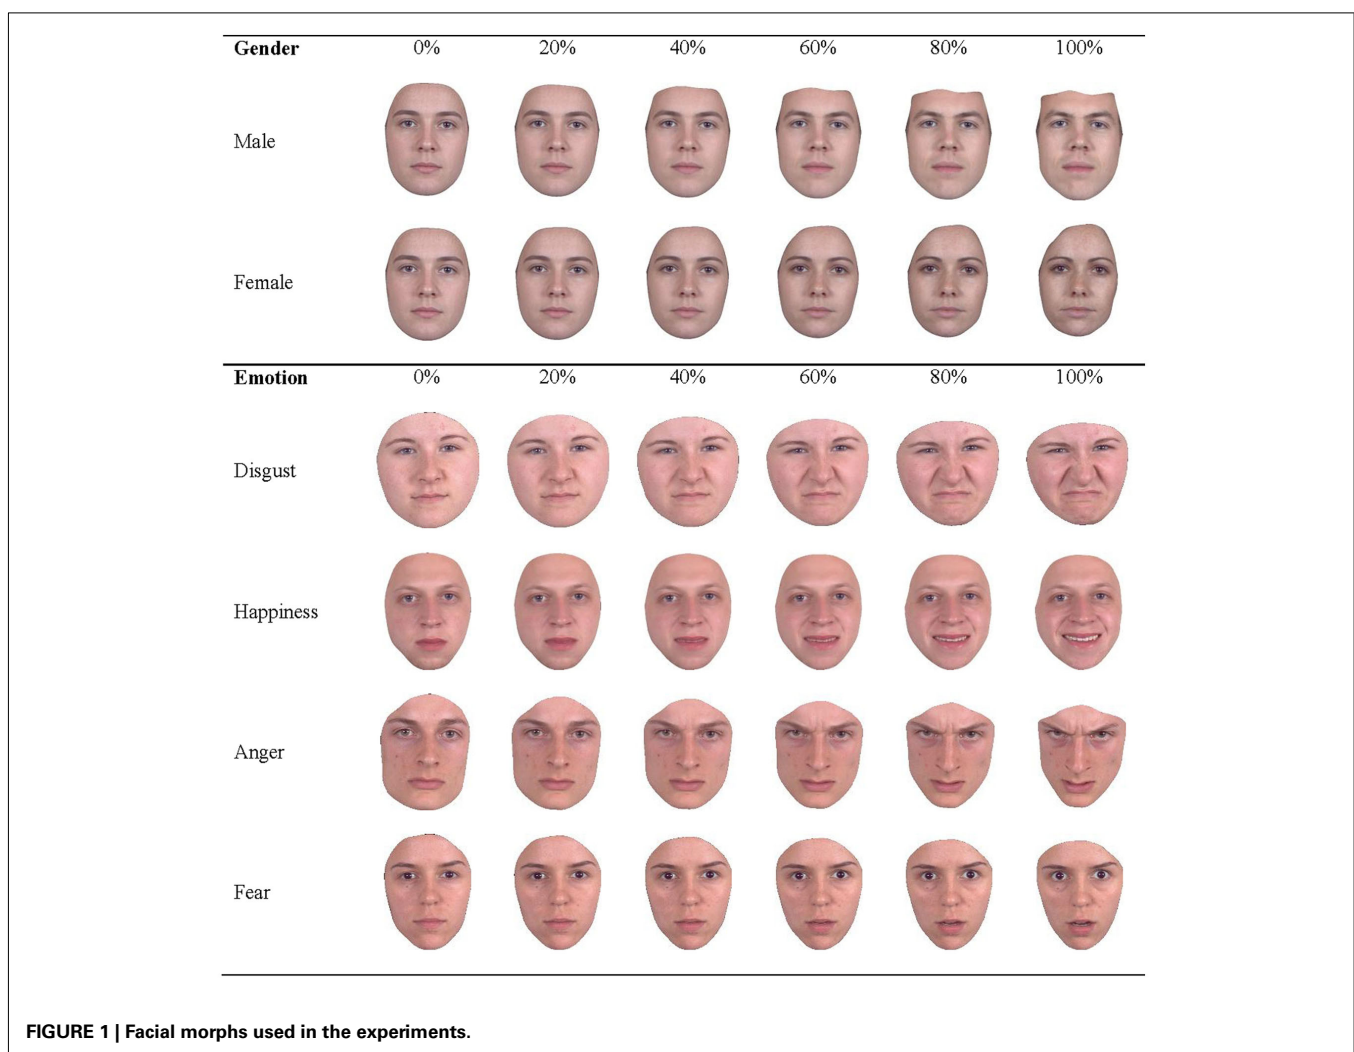 Gender 0% 20% 40% 60% 80% 100%
Male
Female
Emotion 0% 20% 40% 60% 80% 100%
Disgust
Happiness
Anger
Fear
FIGURE 1 | Facial morphs used in the experiments.